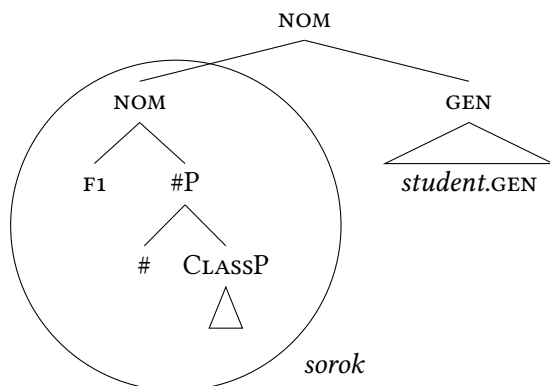 NOM
NOM GEN
F1 #P student.GEN
# CLASSP
sorok